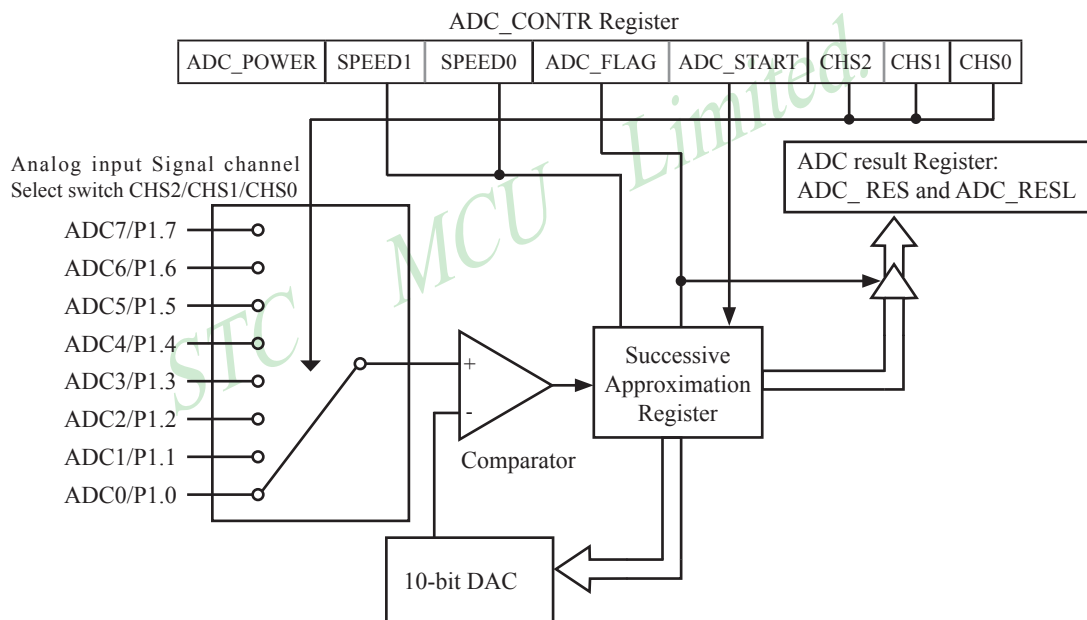 ADC_CONTR Register
ADC_POWER SPEED1 SPEED0 ADC_FLAG ADC_START CHS2 CHS1 CHS0
Analog input Signal channel
Select switch CHS2/CHS1/CHS0
ADC result Register:
ADC_ RES and ADC_RESL
ADC7/P1.7
ADC6/P1.6
ADC5/P1.5
ADC4/P1.4
ADC3/P1.3
ADC2/P1.2
ADC1/P1.1
ADC0/P1.0
+
-
Comparator
Successive
Approximation
Register
10-bit DAC
STC MCU Limited.